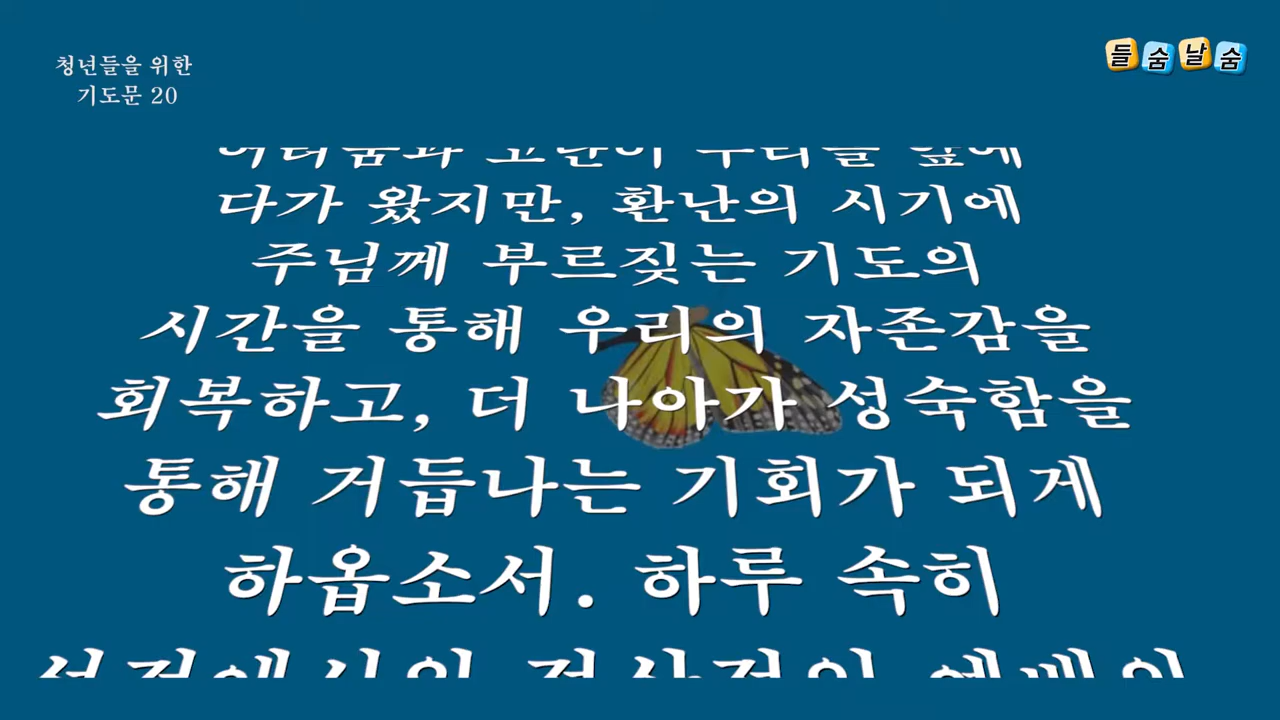 청년들을 위한
기도문 20
들숨날숨
다가 왔지만, 환난의 시기에
주님께 부르짖는 기도의
시간을 통해 우리의 자존감을
회복하고, 더 나아가 성숙함을
통해 거듭나는 기회가 되게
하옵소서. 하루 속히